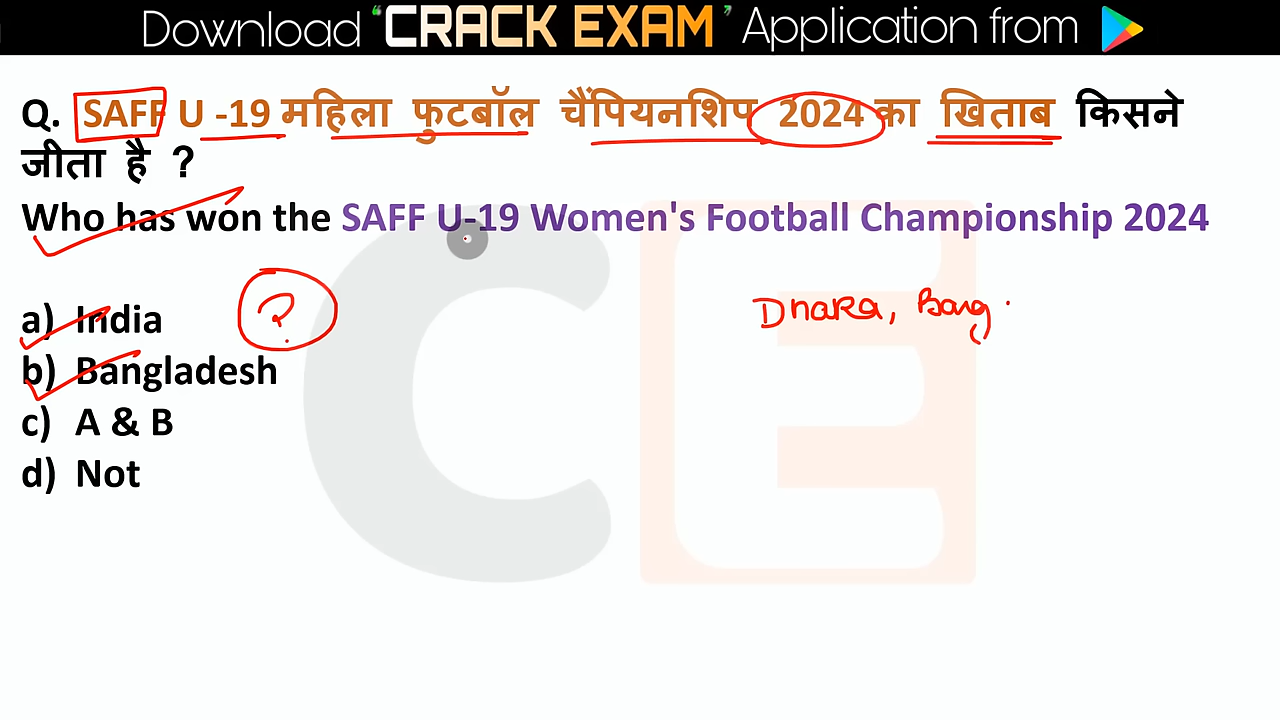 Download “CRACK EXAM” Application from
Q. SAFF U -19 महिला फुटबॉल चैंपियनशिप 2024 का खिताब किसने
जीता है ?
Who has won the SAFF U-19 Women's Football Championship 2024
a) India ?
Dhaka, Bang
b) Bangladesh
c) A & B
d) Not
CE